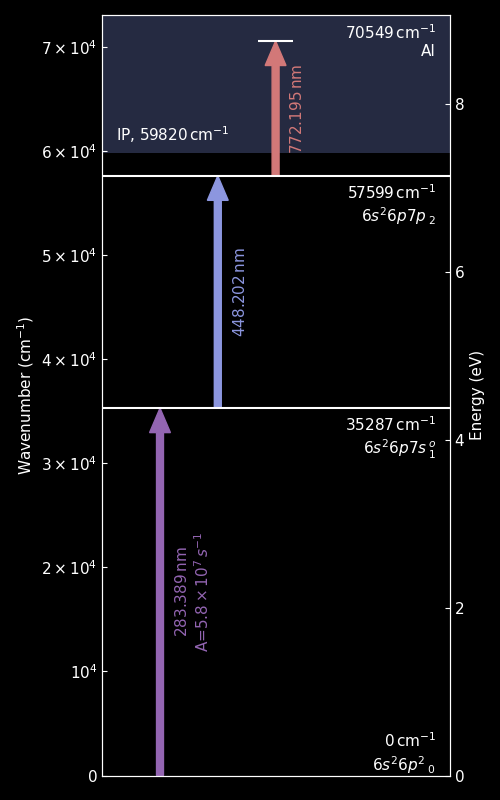 7 × 10⁴
6 × 10⁴
5 × 10⁴
4 × 10⁴
3 × 10⁴
2 × 10⁴
10⁴
0
Wavenumber (cm⁻¹)
70549 cm⁻¹
AI
IP, 59820 cm⁻¹
772.195 nm
57599 cm⁻¹
6s²6p7p ₂
448.202 nm
35287 cm⁻¹
6s²6p7s °₁
283.389 nm
A=5.8 × 10⁷ s⁻¹
0 cm⁻¹
6s²6p² ₀
8
6
4
2
0
Energy (eV)